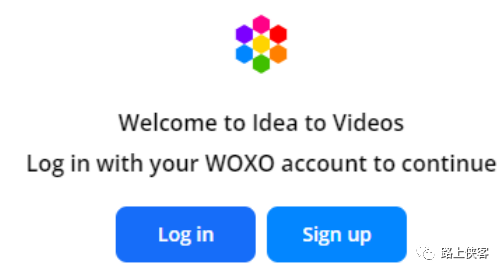 Welcome to Idea to Videos
Log in with your WOXO account to continue
Log in
Sign up
路上侠客